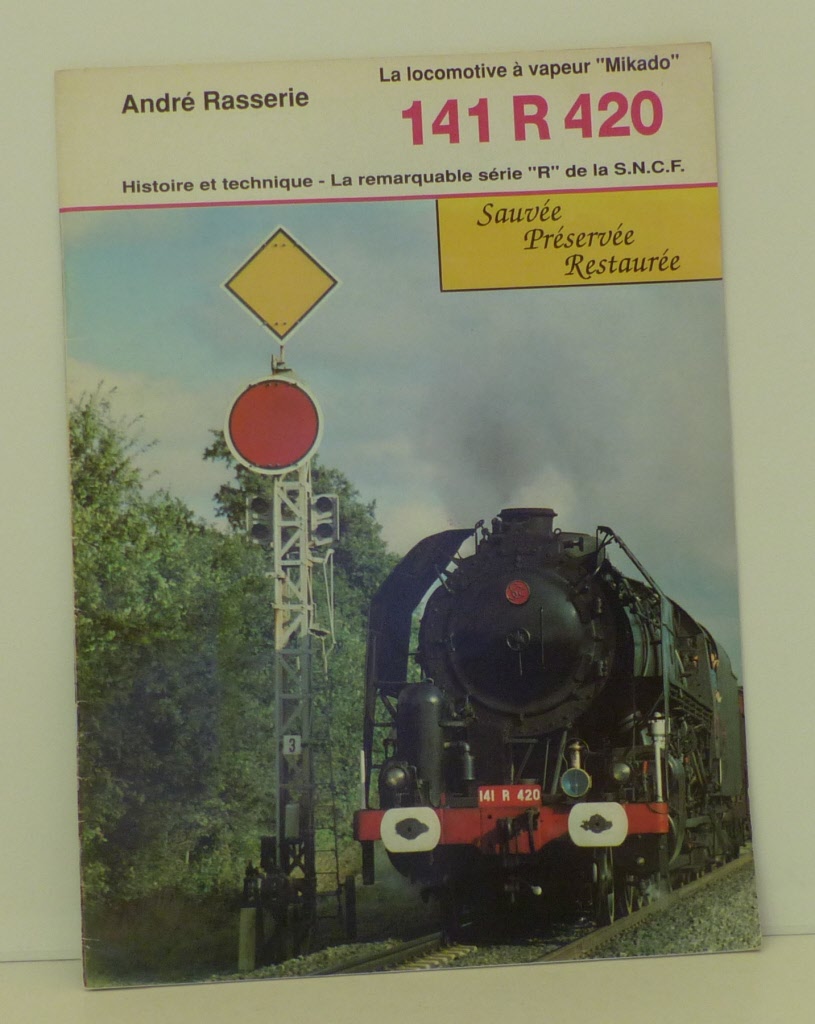 André Rasserie
La locomotive à vapeur "Mikado"
141 R 420
Histoire et technique - La remarquable série "R" de la S.N.C.F.
Sauvée
Préservée
Restaurée
3
141 R 420